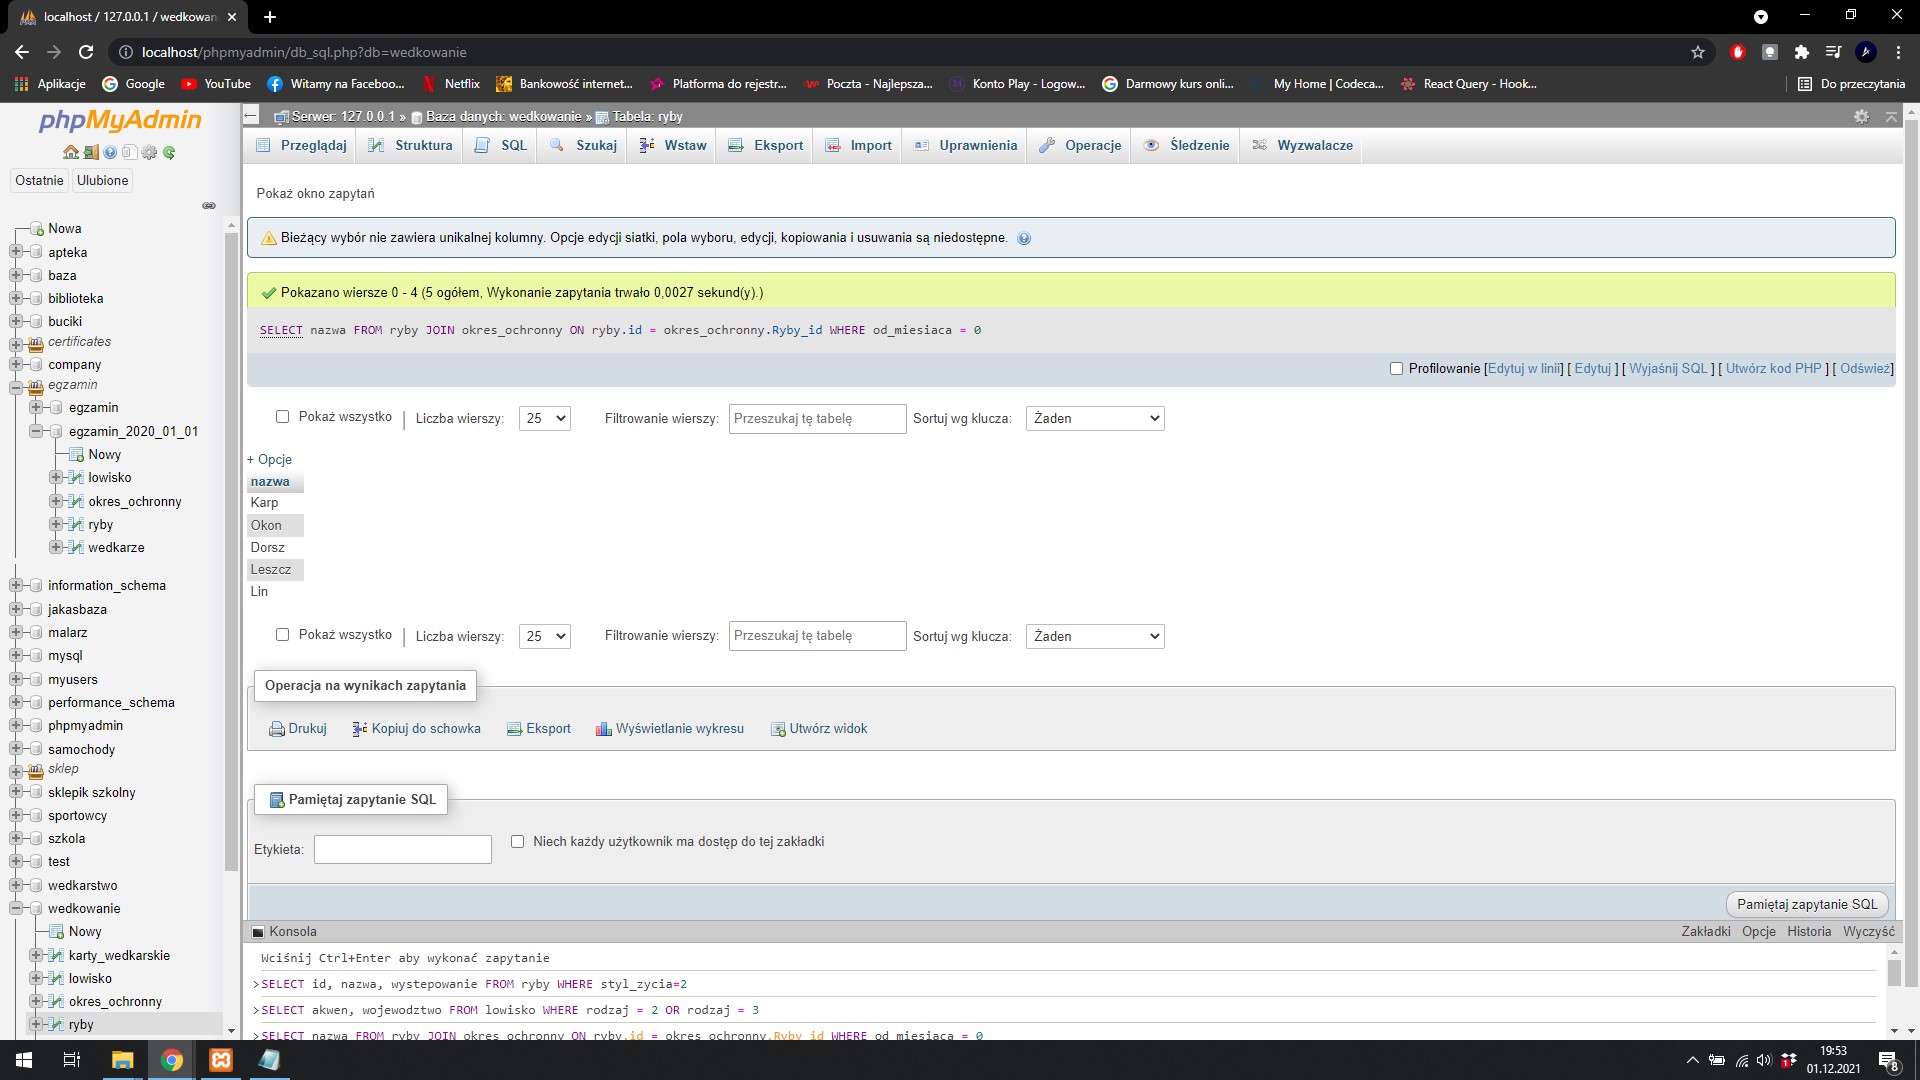 localhost / 127.0.0.1 / wedkowan
localhost/phpmyadmin/db_sql.php?db=wedkowanie
Aplikacje Google YouTube Witamy na Faceboo... Netflix Bankowość internet... Platforma do rejestr... Poczta - Najlepsza... Konto Play - Logow... Darmowy kurs onli... My Home | Codeca... React Query - Hook... Do przeczytania
phpMyAdmin
Ostatnie Ulubione
Nowa
apteka
baza
biblioteka
buciki
certificates
company
egzamin
egzamin
egzamin_2020_01_01
Nowy
lowisko
okres_ochronny
ryby
wedkarze
information_schema
jakasbaza
malarz
mysql
myusers
performance_schema
phpmyadmin
samochody
sklep
sklepik szkolny
sportowcy
szkola
test
wedkarstwo
wedkowanie
Nowy
karty_wedkarskie
lowisko
okres_ochronny
ryby
Serwer: 127.0.0.1 » Baza danych: wedkowanie » Tabela: ryby
Przeglądaj Struktura SQL Szukaj Wstaw Eksport Import Uprawnienia Operacje Śledzenie Wyzwalacze
Pokaż okno zapytań
Bieżący wybór nie zawiera unikalnej kolumny. Opcje edycji siatki, pola wyboru, edycji, kopiowania i usuwania są niedostępne.
Pokazano wiersze 0 - 4 (5 ogółem, Wykonanie zapytania trwało 0,0027 sekund(y).)
SELECT nazwa FROM ryby JOIN okres_ochronny ON ryby.id = okres_ochronny.Ryby_id WHERE od_miesiaca = 0
Profilowanie [Edytuj w linii] [ Edytuj ] [ Wyjaśnij SQL ] [ Utwórz kod PHP ] [ Odśwież]
Pokaż wszystko | Liczba wierszy: 25 Filtrowanie wierszy: Przeszukaj tę tabelę Sortuj wg klucza: Żaden
+ Opcje
nazwa
Karp
Okon
Dorsz
Leszcz
Lin
Pokaż wszystko | Liczba wierszy: 25 Filtrowanie wierszy: Przeszukaj tę tabelę Sortuj wg klucza: Żaden
Operacja na wynikach zapytania
Drukuj Kopiuj do schowka Eksport Wyświetlanie wykresu Utwórz widok
Pamiętaj zapytanie SQL
Etykieta: Niech każdy użytkownik ma dostęp do tej zakładki
Pamiętaj zapytanie SQL
Konsola Zakładki Opcje Historia Wyczyść
Wciśnij Ctrl+Enter aby wykonać zapytanie
>SELECT id, nazwa, wystepowanie FROM ryby WHERE styl_zycia=2
>SELECT akwen, wojewodztwo FROM lowisko WHERE rodzaj = 2 OR rodzaj = 3
>SELECT nazwa FROM ryby JOIN okres_ochronny ON ryby.id = okres_ochronny.Ryby_id WHERE od_miesiaca = 0
19:53
01.12.2021
8